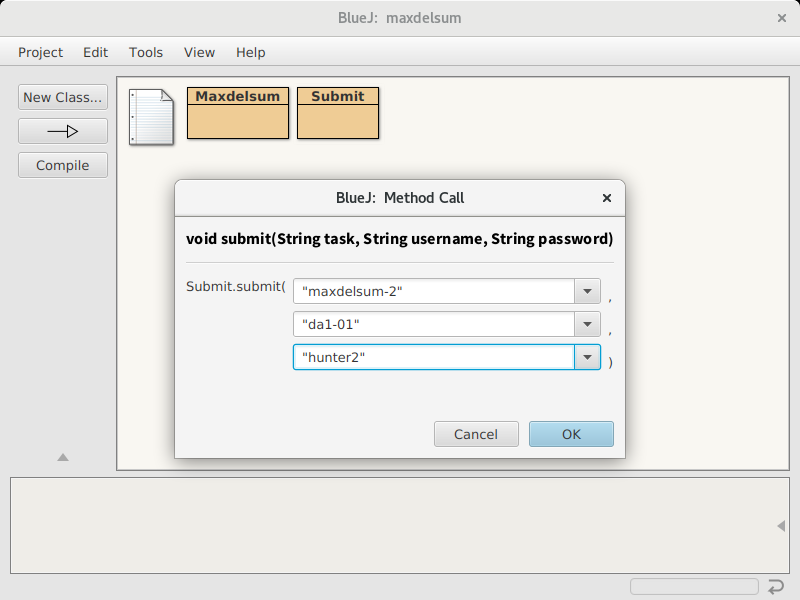 BlueJ: maxdelsum
Project Edit Tools View Help
New Class...
Compile
Maxdelsum
Submit
BlueJ: Method Call
void submit(String task, String username, String password)
Submit.submit( "maxdelsum-2" ,
"da1-01" ,
"hunter2" )
Cancel OK